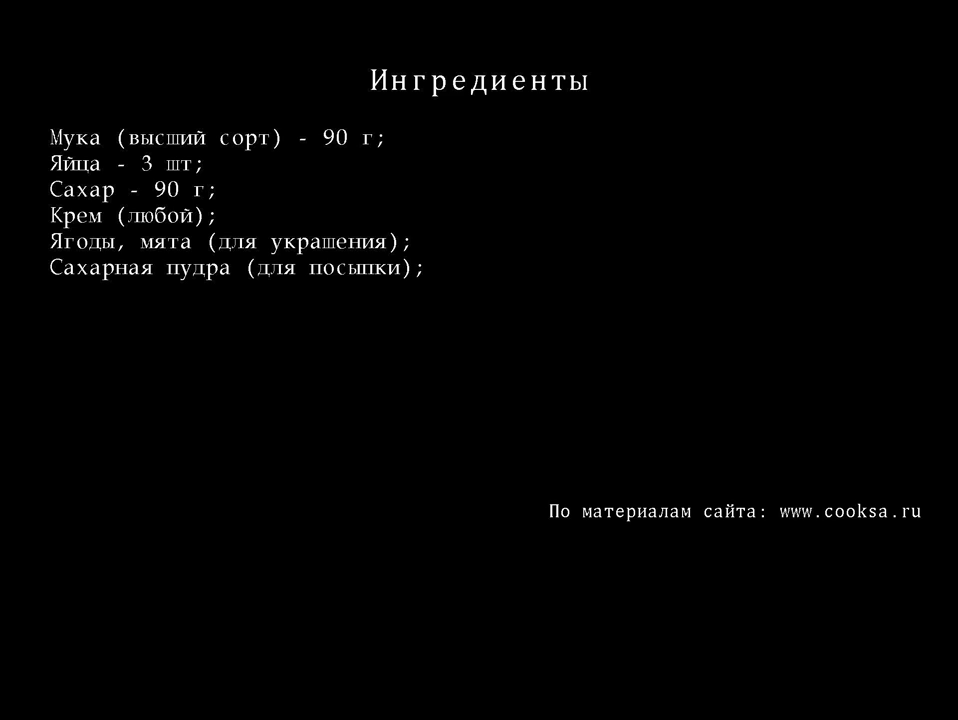 Ингредиенты
Мука (высший сорт) - 90 г;
Яйца - 3 шт;
Сахар - 90 г;
Крем (любой);
Ягоды, мята (для украшения);
Сахарная пудра (для посыпки);
По материалам сайта: www.cooksa.ru